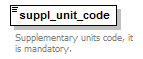 suppl_unit_code
Supplementary units code, it
is mandatory.